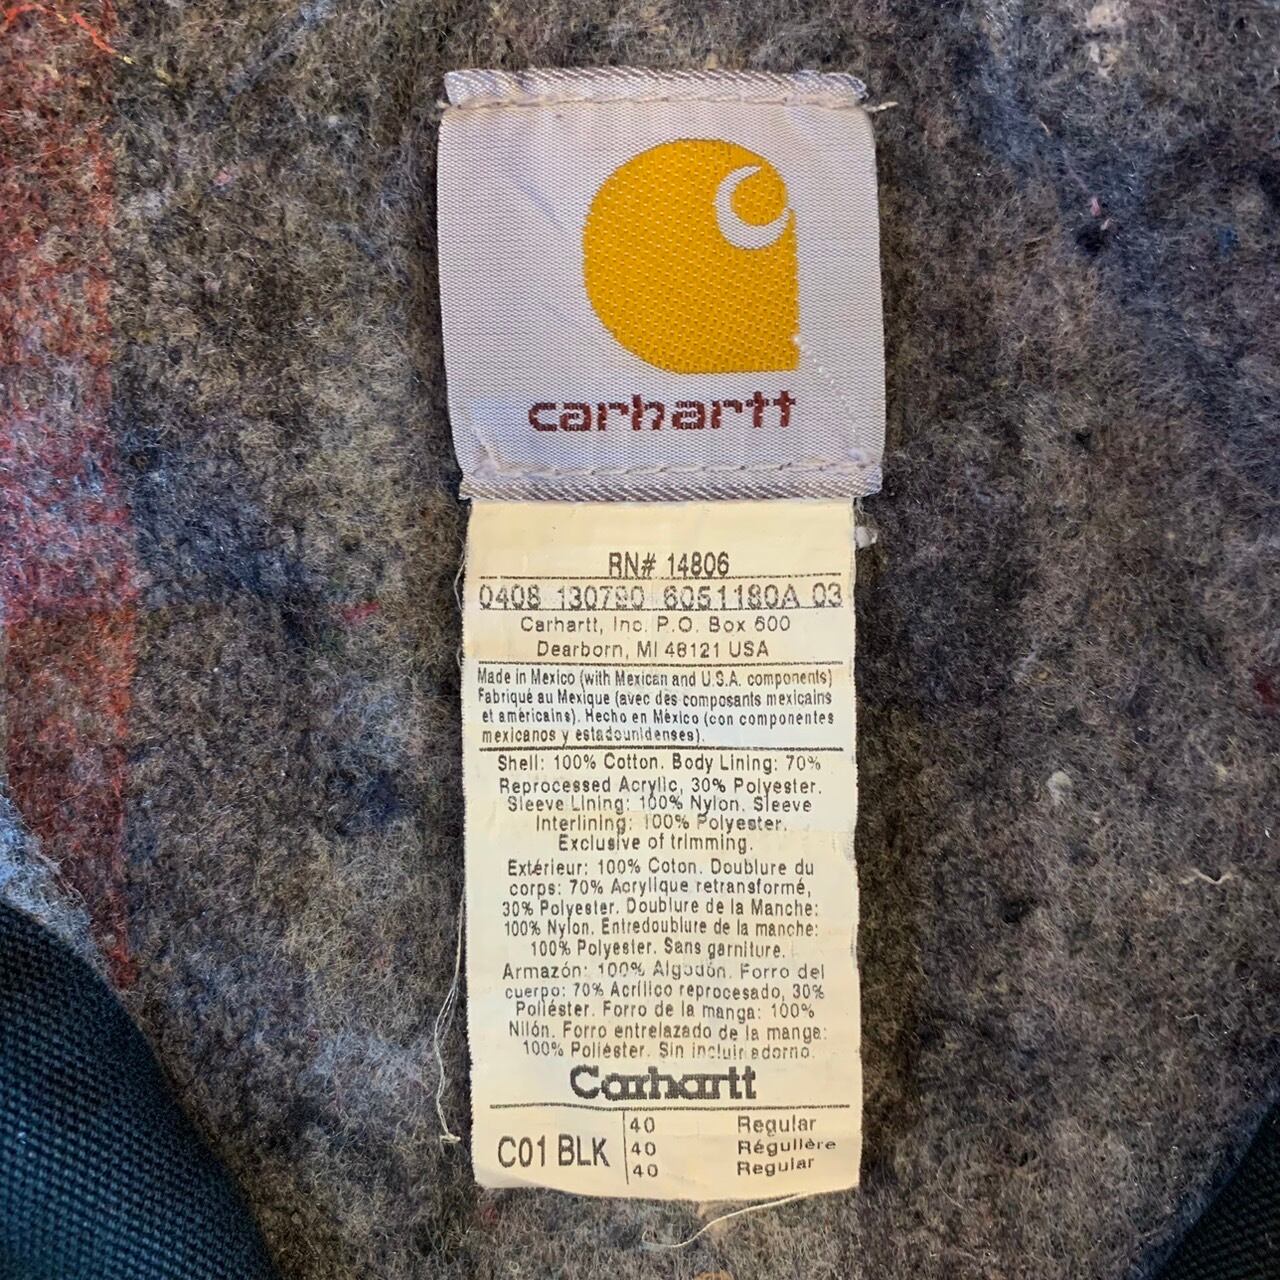 carhartt
RN# 14806
0408 130790 6051180A 03
Carhartt, Inc. P.O. Box 600
Dearborn, MI 48121 USA
Made in Mexico (with Mexican and U.S.A. components)
Fabriqué au Mexique (avec des composants mexicains
et américains). Hecho en México (con componentes
mexicanos y estadounidenses).
Shell: 100% Cotton. Body Lining: 70%
Reprocessed Acrylic, 30% Polyester.
Sleeve Lining: 100% Nylon. Sleeve
Interlining: 100% Polyester.
Exclusive of trimming.
Extérieur: 100% Coton. Doublure du
corps: 70% Acrylique retransformé,
30% Polyester. Doublure de la Manche:
100% Nylon. Entredoublure de la manche:
100% Polyester. Sans garniture.
Armazón: 100% Algodón. Forro del
cuerpo: 70% Acrílico reprocesado, 30%
Poliéster. Forro de la manga: 100%
Nilón. Forro entrelazado de la manga:
100% Poliéster. Sin incluir adorno.
Carhartt
C01 BLK
40 Regular
40 Régulière
40 Regular